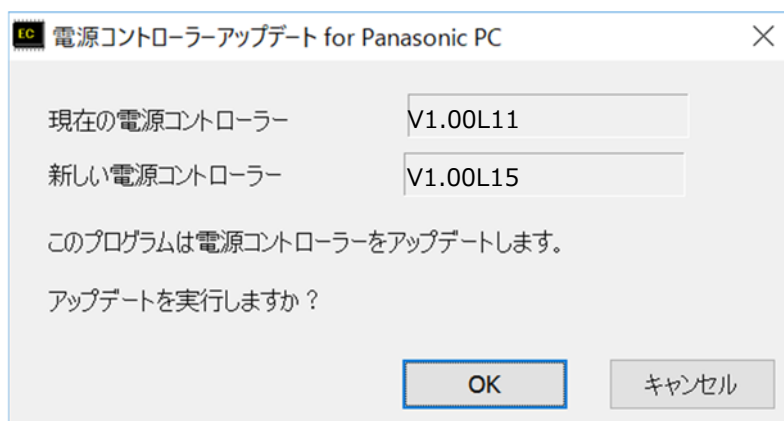 EC 電源コントローラーアップデート for Panasonic PC
現在の電源コントローラー V1.00L11
新しい電源コントローラー V1.00L15
このプログラムは電源コントローラーをアップデートします。
アップデートを実行しますか？
OK キャンセル